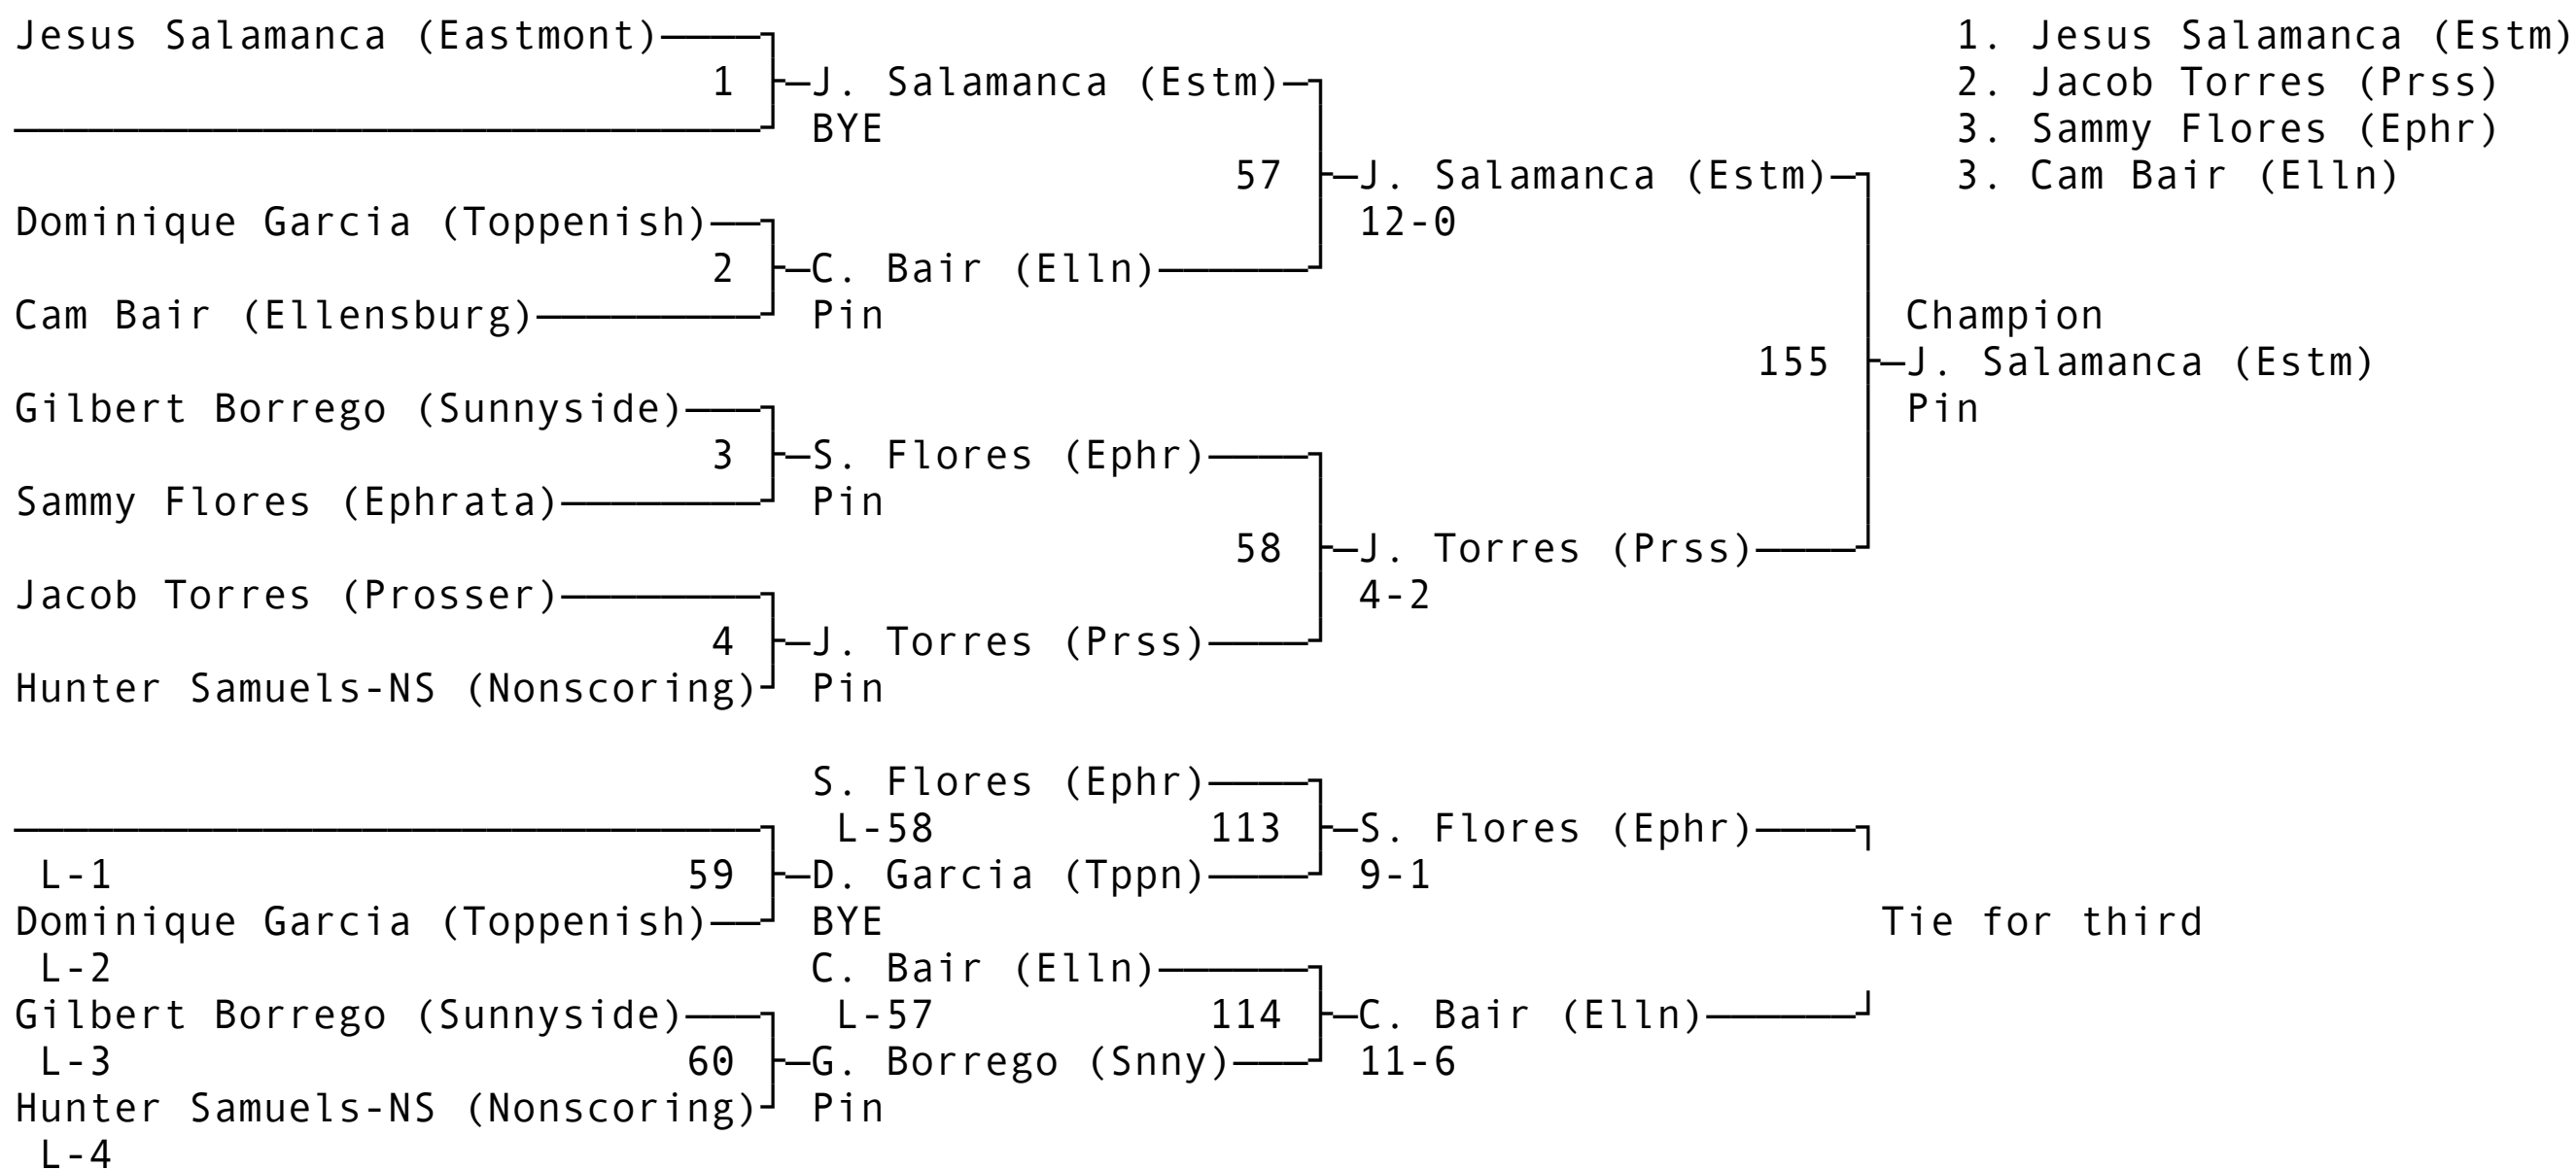 Jesus Salamanca (Eastmont) 1. Jesus Salamanca (Estm)
1 J. Salamanca (Estm) 2. Jacob Torres (Prss)
BYE 3. Sammy Flores (Ephr)
57 J. Salamanca (Estm) 3. Cam Bair (Elln)
Dominique Garcia (Toppenish) 12-0
2 C. Bair (Elln)
Cam Bair (Ellensburg) Pin Champion
155 J. Salamanca (Estm)
Gilbert Borrego (Sunnyside) Pin
3 S. Flores (Ephr)
Sammy Flores (Ephrata) Pin
58 J. Torres (Prss)
Jacob Torres (Prosser) 4-2
4 J. Torres (Prss)
Hunter Samuels-NS (Nonscoring) Pin
S. Flores (Ephr)
L-58 113 S. Flores (Ephr)
L-1 59 D. Garcia (Tppn) 9-1
Dominique Garcia (Toppenish) BYE Tie for third
L-2 C. Bair (Elln)
Gilbert Borrego (Sunnyside) L-57 114 C. Bair (Elln)
L-3 60 G. Borrego (Snny) 11-6
Hunter Samuels-NS (Nonscoring) Pin
L-4